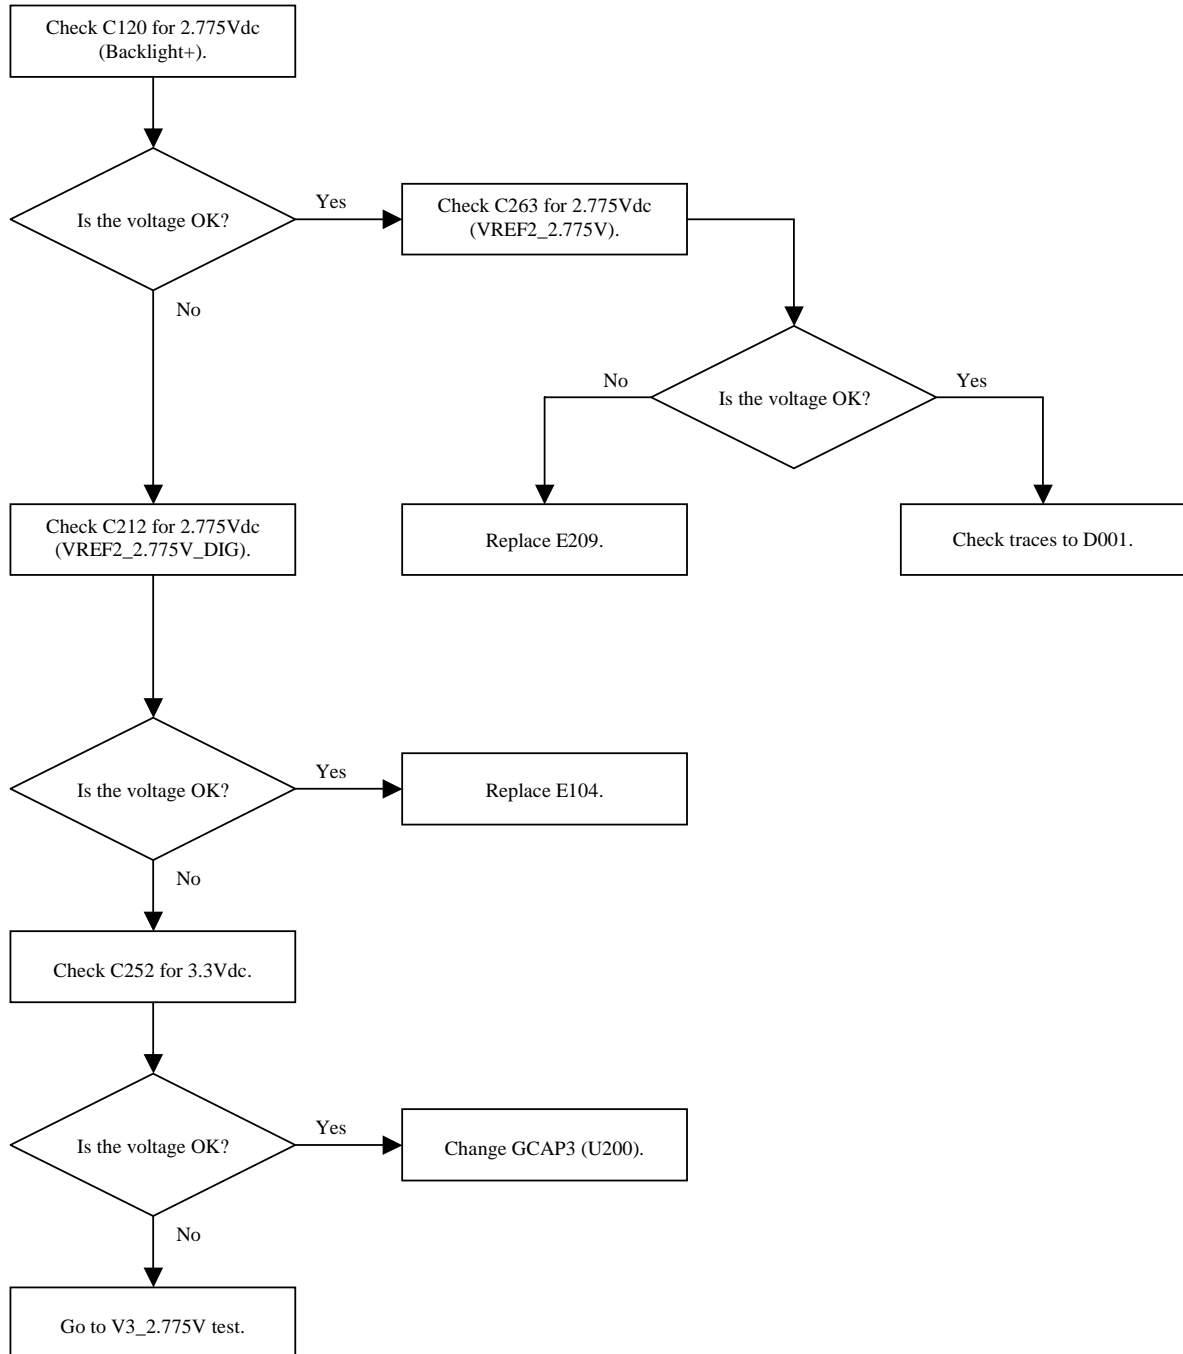 Check C120 for 2.775Vdc
(Backlight+).
Is the voltage OK?
Yes
Check C263 for 2.775Vdc
(VREF2_2.775V).
No
Is the voltage OK?
No
Yes
Check C212 for 2.775Vdc
(VREF2_2.775V_DIG).
Replace E209.
Check traces to D001.
Is the voltage OK?
Yes
Replace E104.
No
Check C252 for 3.3Vdc.
Is the voltage OK?
Yes
Change GCAP3 (U200).
No
Go to V3_2.775V test.